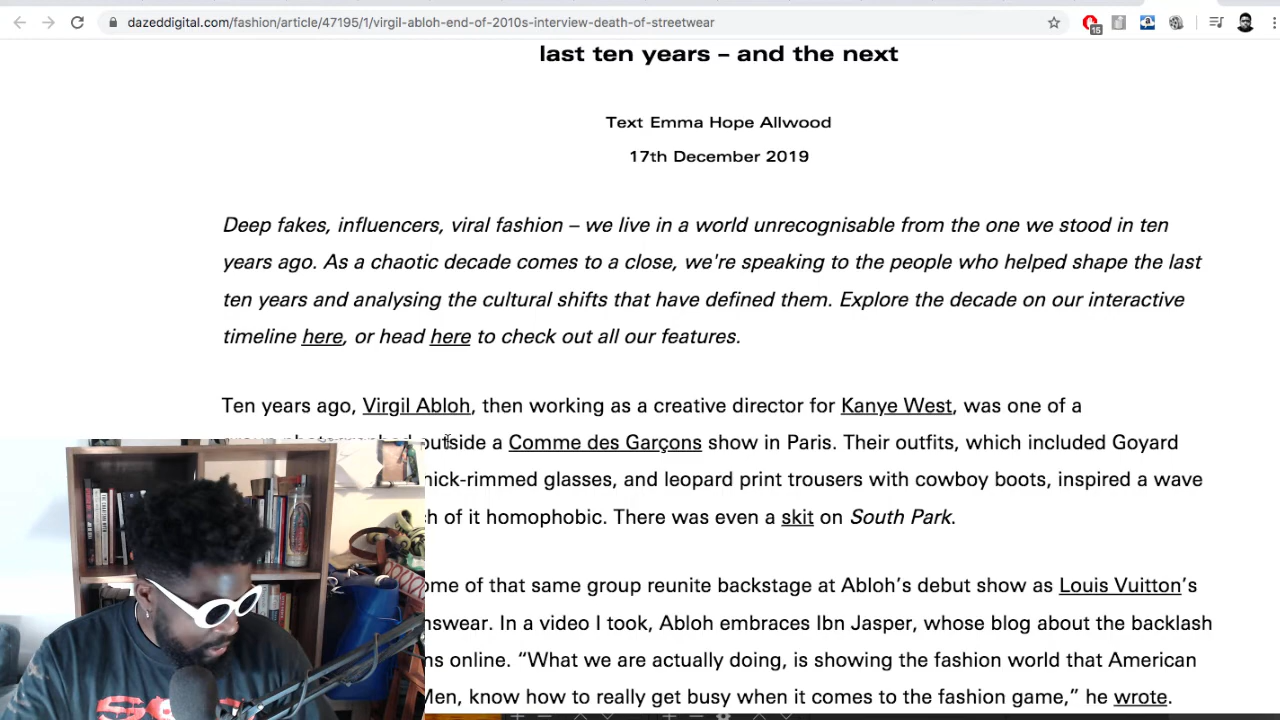 dazeddigital.com/fashion/article/47195/1/virgil-abloh-end-of-2010s-interview-death-of-streetwear
15
last ten years – and the next
Text Emma Hope Allwood
17th December 2019
Deep fakes, influencers, viral fashion – we live in a world unrecognisable from the one we stood in ten
years ago. As a chaotic decade comes to a close, we're speaking to the people who helped shape the last
ten years and analysing the cultural shifts that have defined them. Explore the decade on our interactive
timeline here, or head here to check out all our features.
Ten years ago, Virgil Abloh, then working as a creative director for Kanye West, was one of a
outside a Comme des Garçons show in Paris. Their outfits, which included Goyard
-rimmed glasses, and leopard print trousers with cowboy boots, inspired a wave
of it homophobic. There was even a skit on South Park.
of that same group reunite backstage at Abloh’s debut show as Louis Vuitton’s
In a video I took, Abloh embraces Ibn Jasper, whose blog about the backlash
online. “What we are actually doing, is showing the fashion world that American
Men, know how to really get busy when it comes to the fashion game,” he wrote.